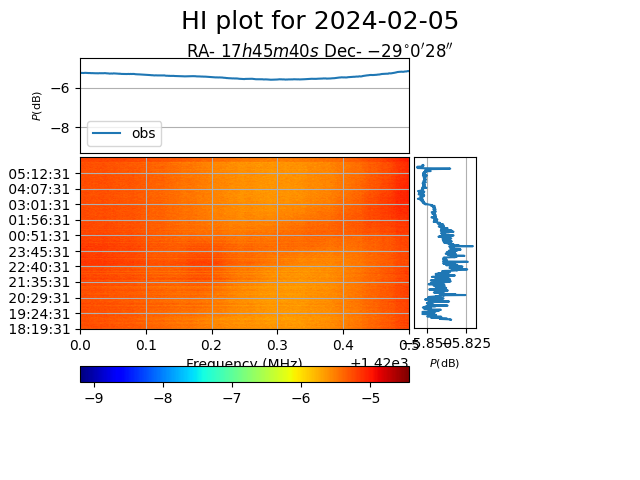 HI plot for 2024-02-05
RA- 17h45m40s Dec- −29°0′28″
P(dB)
−6
−8
obs
05:12:31
04:07:31
03:01:31
01:56:31
00:51:31
23:45:31
22:40:31
21:35:31
20:29:31
19:24:31
18:19:31
0.0 0.1 0.2 0.3 0.4 0.5
Frequency (MHz)
+1.42e3
−5.850 −5.825
P(dB)
−9 −8 −7 −6 −5